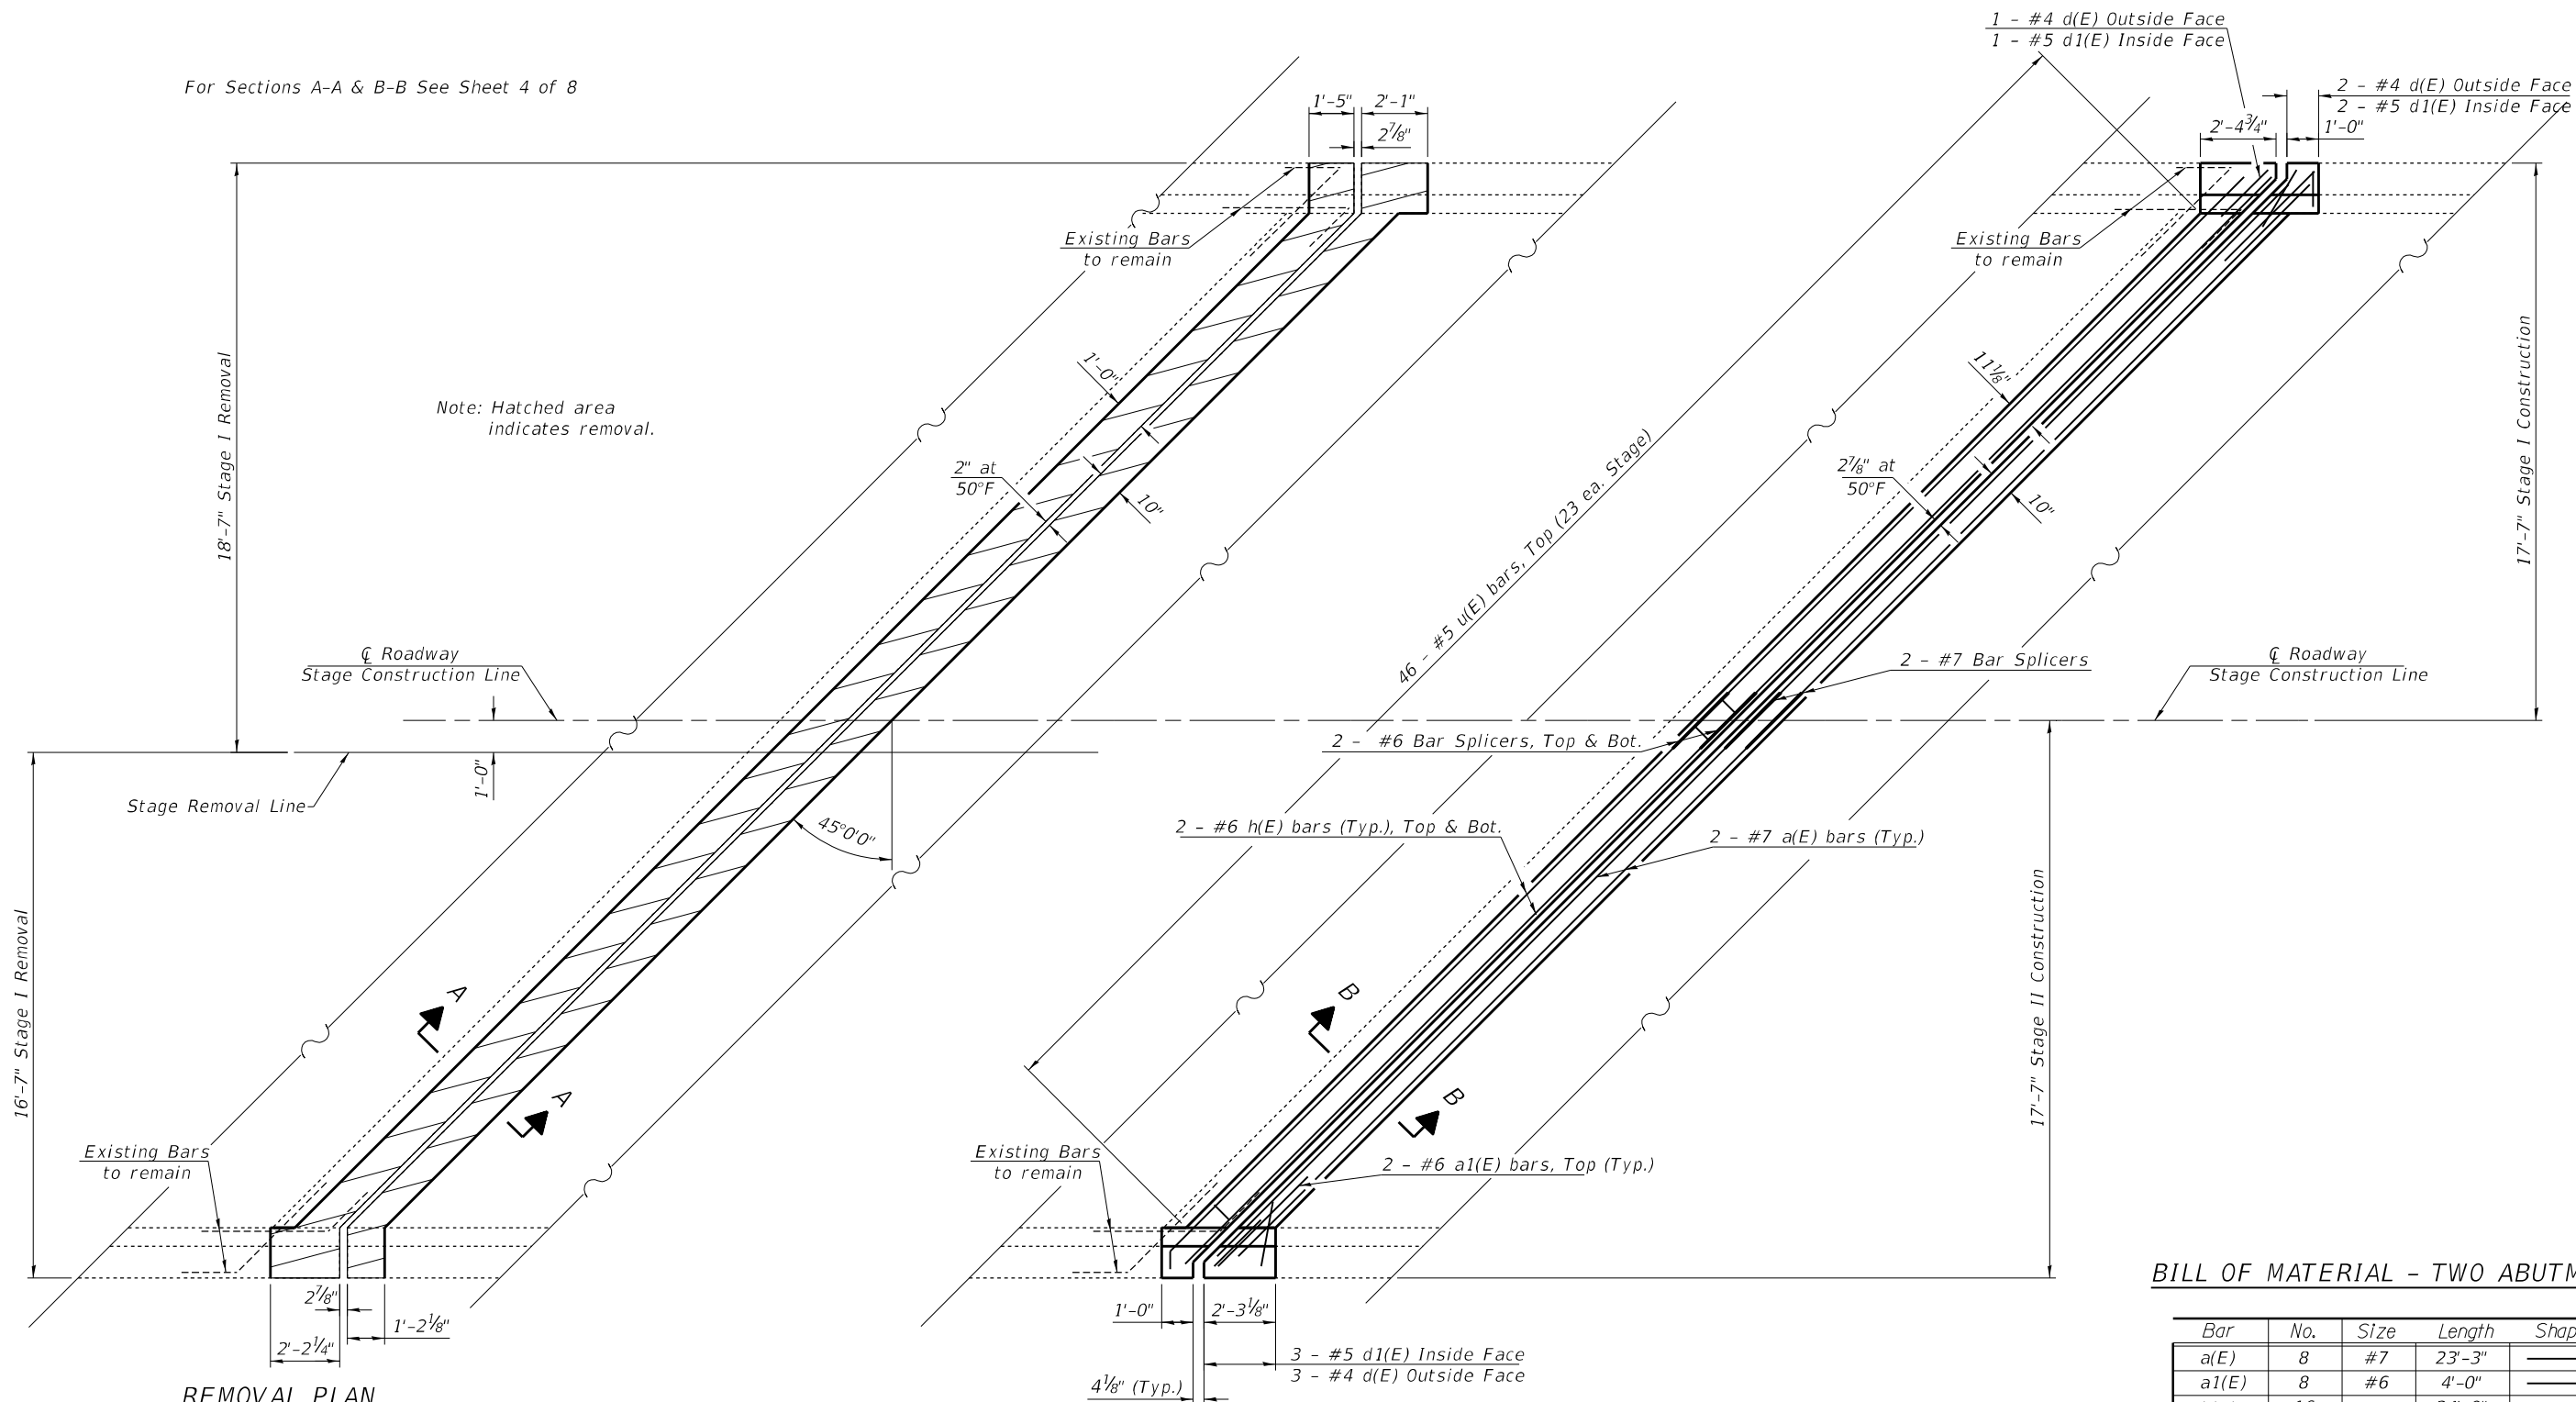 For Sections A-A & B-B See Sheet 4 of 8
1'-5"
2'-1"
2⅞"
1 - #4 d(E) Outside Face
1 - #5 d1(E) Inside Face
2 - #4 d(E) Outside Face
2 - #5 d1(E) Inside Face
2'-4¾"
1'-0"
Existing Bars
to remain
Existing Bars
to remain
18'-7" Stage I Removal
Note: Hatched area
indicates removal.
1'-0"
2" at
50°F
10"
46 - #5 u(E) bars, Top (23 ea. Stage)
11⅛"
2⅞" at
50°F
10"
17'-7" Stage I Construction
℄ Roadway
Stage Construction Line
1'-0"
Stage Removal Line
45°0'0"
2 - #7 Bar Splicers
℄ Roadway
Stage Construction Line
2 - #6 Bar Splicers, Top & Bot.
2 - #6 h(E) bars (Typ.), Top & Bot.
2 - #7 a(E) bars (Typ.)
16'-7" Stage I Removal
17'-7" Stage II Construction
A
A
B
B
Existing Bars
to remain
Existing Bars
to remain
2 - #6 a1(E) bars, Top (Typ.)
2⅞"
1'-2⅛"
2'-2¼"
1'-0"
2'-3⅛"
3 - #5 d1(E) Inside Face
3 - #4 d(E) Outside Face
4⅛" (Typ.)
REMOVAL PLAN
BILL OF MATERIAL - TWO ABUTM
Bar No. Size Length Shap
a(E) 8 #7 23'-3"
a1(E) 8 #6 4'-0"